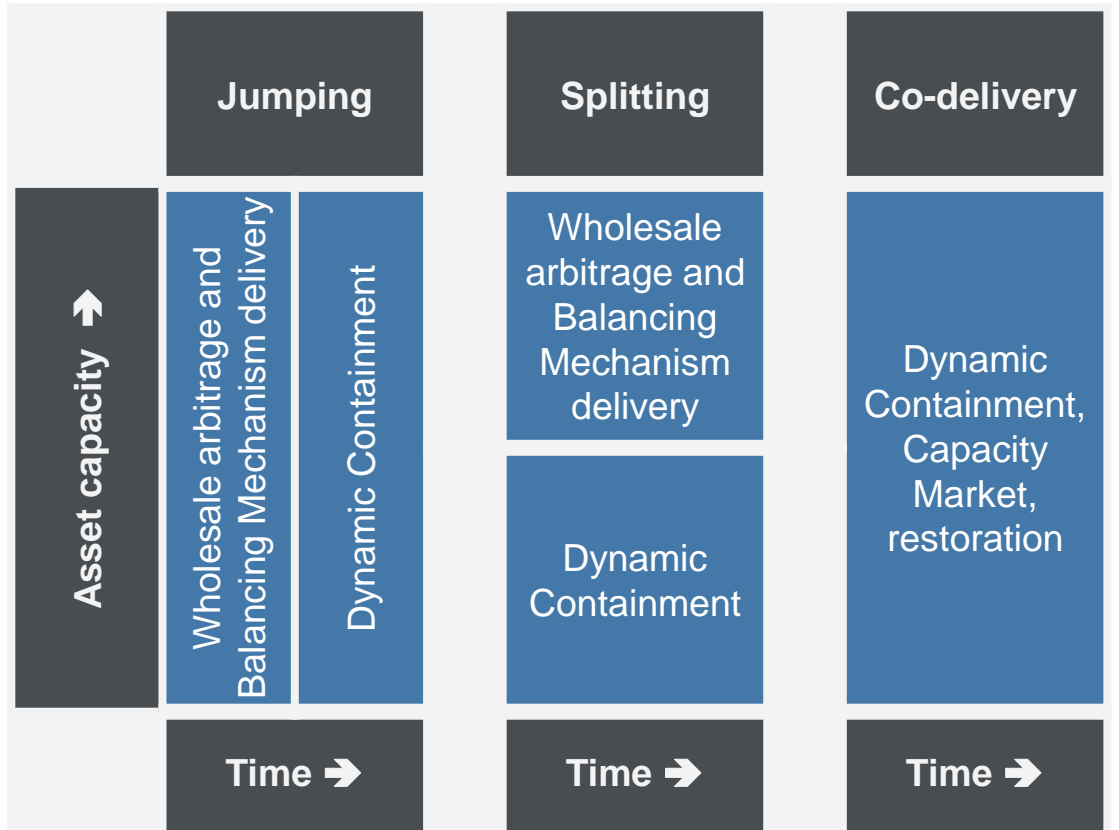 Jumping
Splitting
Co-delivery
Asset capacity ➔
Wholesale arbitrage and
Balancing Mechanism delivery
Dynamic Containment
Wholesale
arbitrage and
Balancing
Mechanism
delivery
Dynamic
Containment
Dynamic
Containment,
Capacity
Market,
restoration
Time ➔
Time ➔
Time ➔